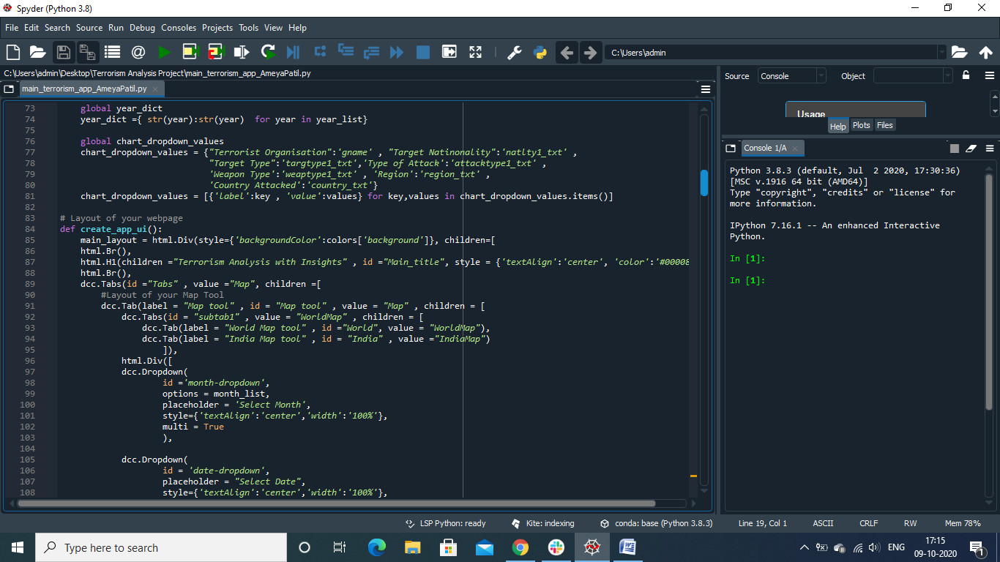 Spyder (Python 3.8)
File Edit Search Source Run Debug Consoles Projects Tools View Help
C:\Users\admin
C:\Users\admin\Desktop\Terrorism Analysis Project\main_terrorism_app_AmeyaPatil.py
main_terrorism_app_AmeyaPatil.py
73 global year_dict
74 year_dict ={ str(year):str(year)  for year in year_list}
75
76 global chart_dropdown_values
77 chart_dropdown_values = {"Terrorist Organisation":'gname' , "Target Natinonality":'natlty1_txt' ,
78 "Target Type":'targtype1_txt','Type of Attack':'attacktype1_txt' ,
79 'Weapon Type':'weaptype1_txt' , 'Region':'region_txt' ,
80 'Country Attacked':'country_txt'}
81 chart_dropdown_values = [{'label':key , 'value':values} for key,values in chart_dropdown_values.items()]
82
83 # Layout of your webpage
84 def create_app_ui():
85 main_layout = html.Div(style={'backgroundColor':colors['background']}, children=[
86 html.Br(),
87 html.H1(children ="Terrorism Analysis with Insights" , id ="Main_title", style = {'textAlign':'center', 'color':'#00008
88 html.Br(),
89 dcc.Tabs(id ="Tabs" , value ="Map", children =[
90 #Layout of your Map Tool
91 dcc.Tab(label = "Map tool" , id = "Map tool" , value = "Map" , children = [
92 dcc.Tabs(id = "subtab1" , value = "WorldMap" , children = [
93 dcc.Tab(label = "World Map tool" , id ="World", value = "WorldMap"),
94 dcc.Tab(label = "India Map tool" , id = "India" , value ="IndiaMap")
95 ]),
96 html.Div([
97 dcc.Dropdown(
98 id ='month-dropdown',
99 options = month_list,
100 placeholder = 'Select Month',
101 style={'textAlign':'center','width':'100%'},
102 multi = True
103 ),
104
105 dcc.Dropdown(
106 id = 'date-dropdown',
107 placeholder = "Select Date",
108 style={'textAlign':'center','width':'100%'},
Source Console Object
Usage
Help Plots Files
Console 1/A
Python 3.8.3 (default, Jul  2 2020, 17:30:36)
[MSC v.1916 64 bit (AMD64)]
Type "copyright", "credits" or "license" for
more information.
IPython 7.16.1 -- An enhanced Interactive
Python.
In [1]:
In [1]:
LSP Python: ready Kite: indexing conda: base (Python 3.8.3) Line 19, Col 1 ASCII CRLF RW Mem 78%
Type here to search
ENG
17:15
09-10-2020
1